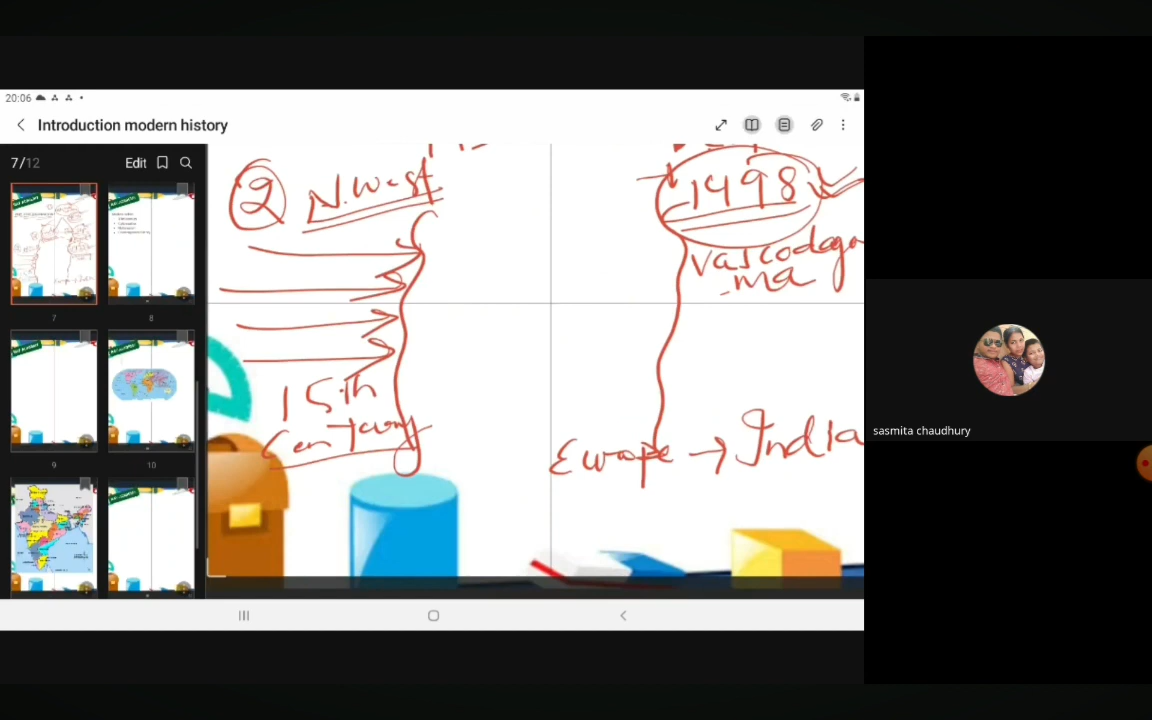 20:06
Introduction modern history
7/12
Edit
② N.West
1498
vascodaga
-ma
15th
Century
Europe → India
7
8
9
10
sasmita chaudhury